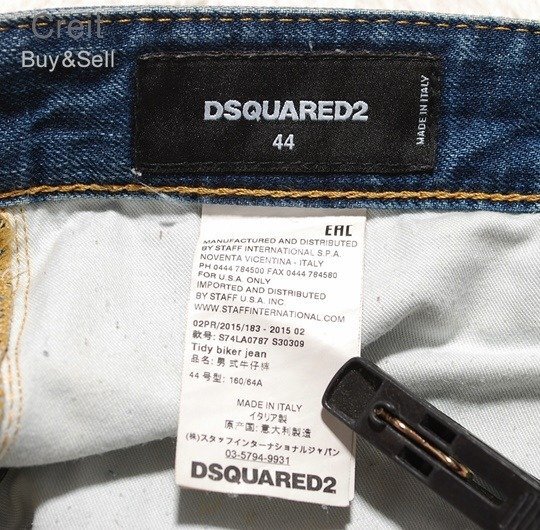 Creit
Buy&Sell
DSQUARED2
44
MADE IN ITALY
EAC
MANUFACTURED AND DISTRIBUTED
BY STAFF INTERNATIONAL S.P.A.
NOVENTA VICENTINA - ITALY
PH 0444 784500 FAX 0444 784580
FOR U.S.A. ONLY
IMPORTED AND DISTRIBUTED
BY STAFF U.S.A. INC
WWW.STAFFINTERNATIONAL.COM
02PR/2015/183 - 2015 02
款号: S74LA0787 S30309
Tidy biker jean
品名: 男式牛仔裤
44 号型: 160/64A
MADE IN ITALY
イタリア製
原产国: 意大利製造
(株)スタッフインターナショナルジャパン
03-5794-9931
DSQUARED2